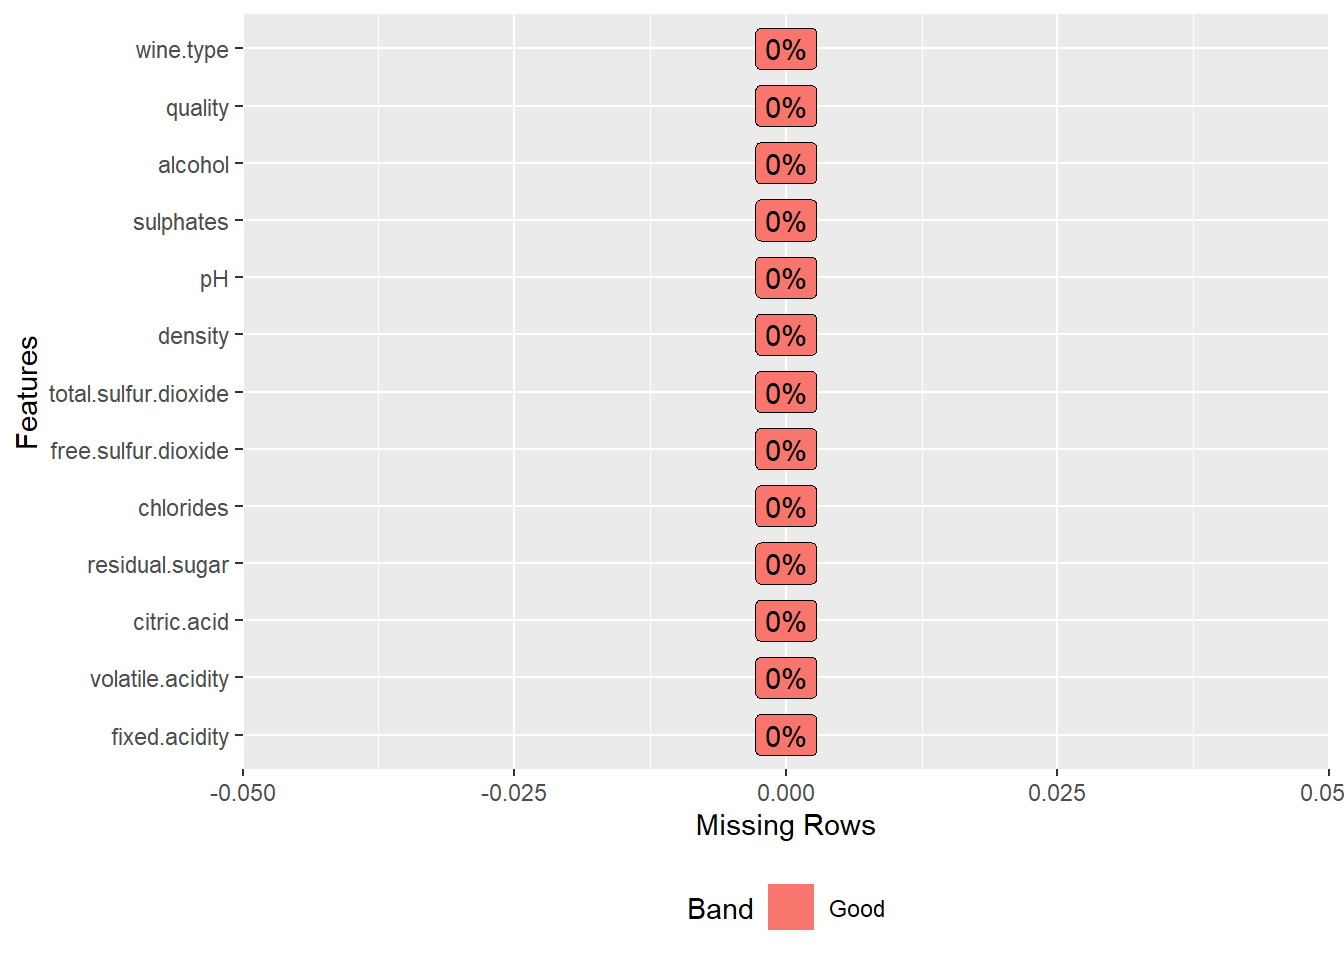 wine.type 0%
quality 0%
alcohol 0%
sulphates 0%
pH 0%
density 0%
total.sulfur.dioxide 0%
free.sulfur.dioxide 0%
chlorides 0%
residual.sugar 0%
citric.acid 0%
volatile.acidity 0%
fixed.acidity 0%
Features
-0.050 -0.025 0.000 0.025 0.05
Missing Rows
Band Good